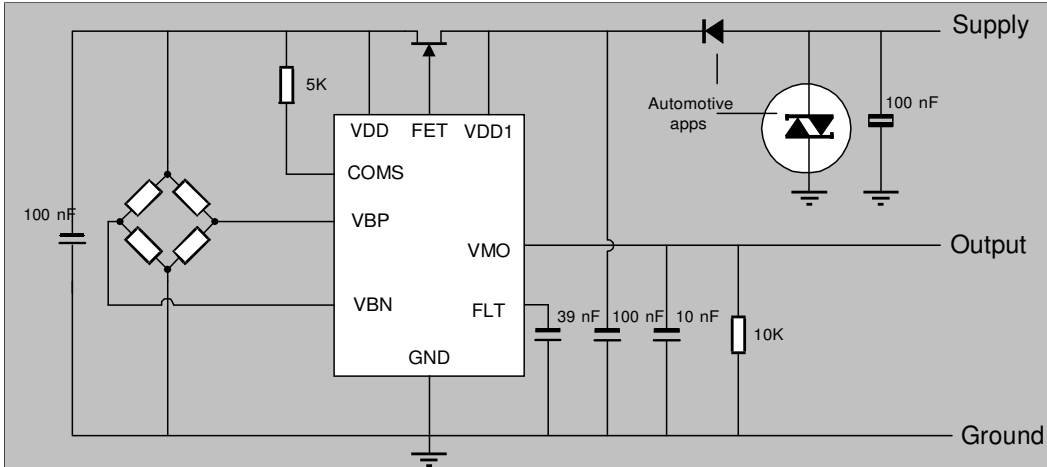 Supply
5K
Automotive
apps
100 nF
VDD
FET
VDD1
COMS
100 nF
VBP
VMO
Output
VBN
FLT
39 nF
100 nF
10 nF
10K
GND
Ground